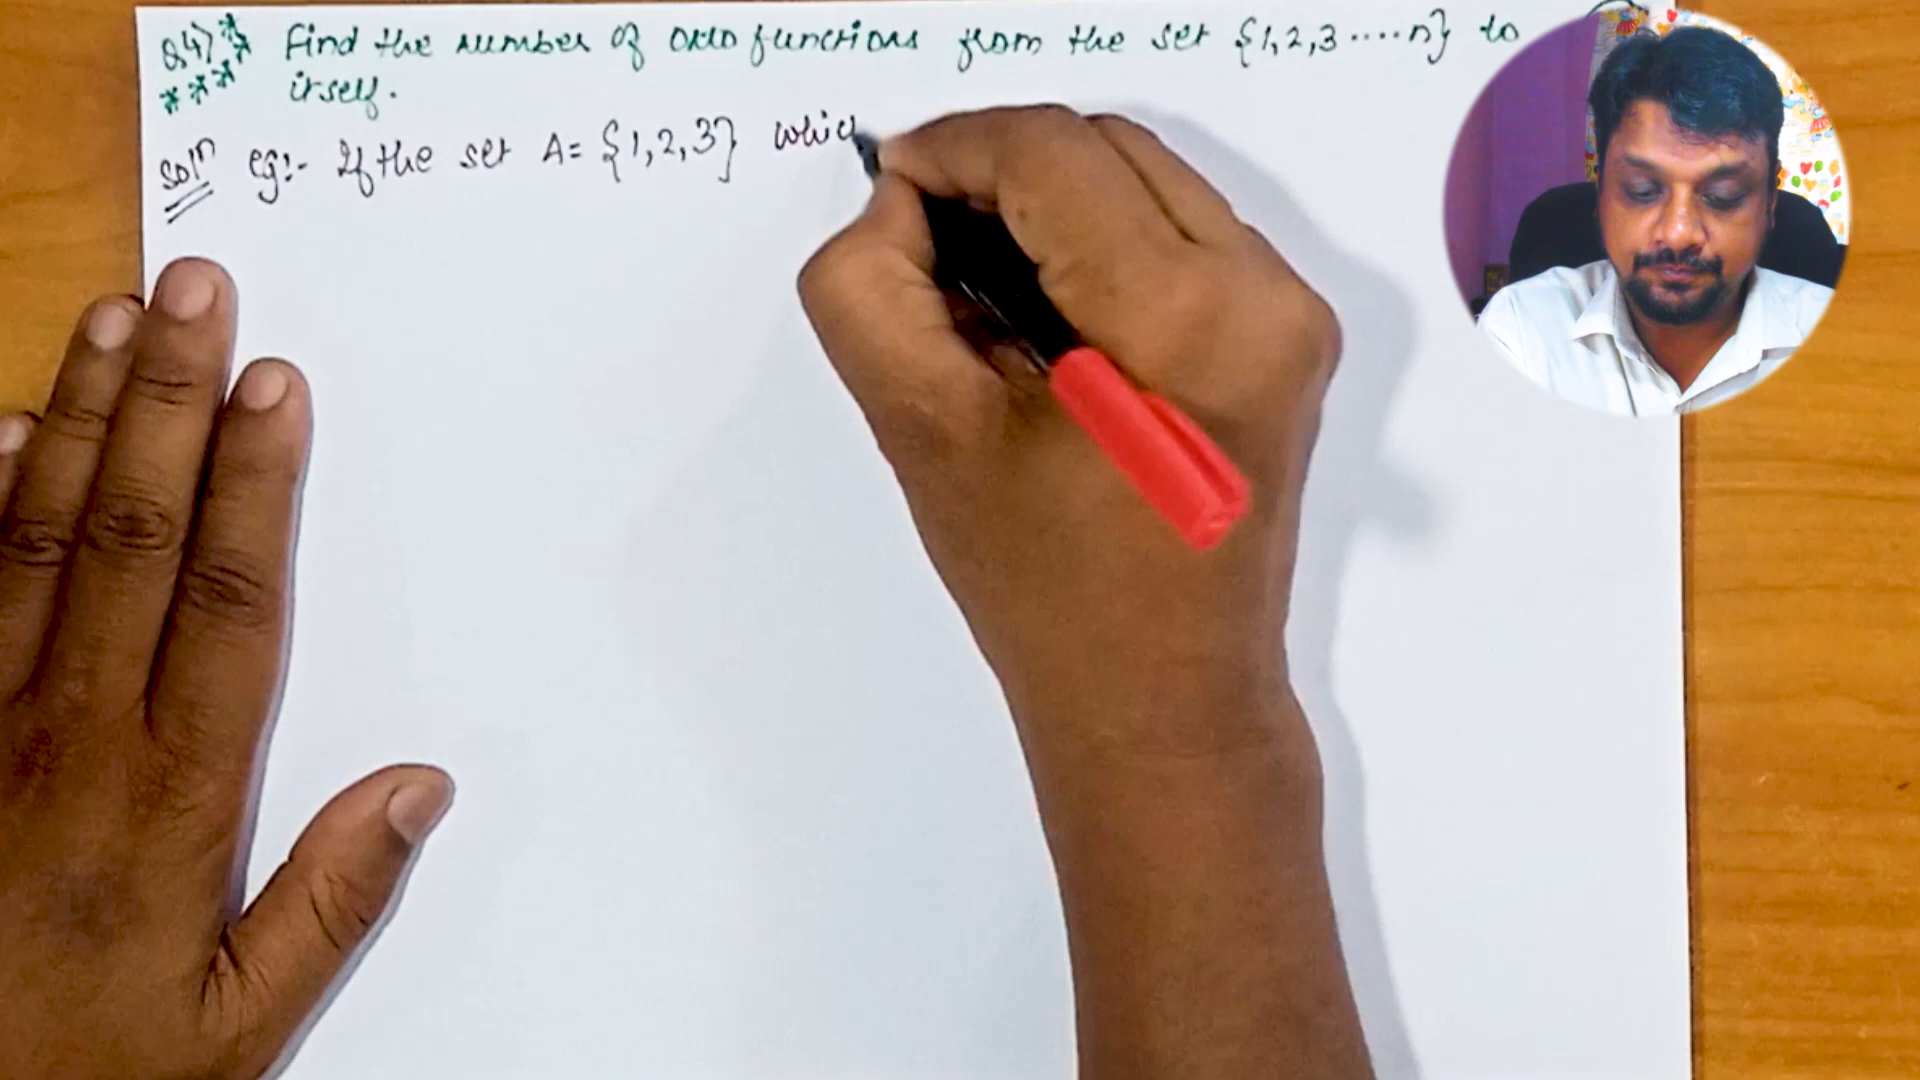 Q4) Find the number of onto functions from the set {1,2,3.....n} to
itself.
Soln eg:- If the set A = {1,2,3} whic